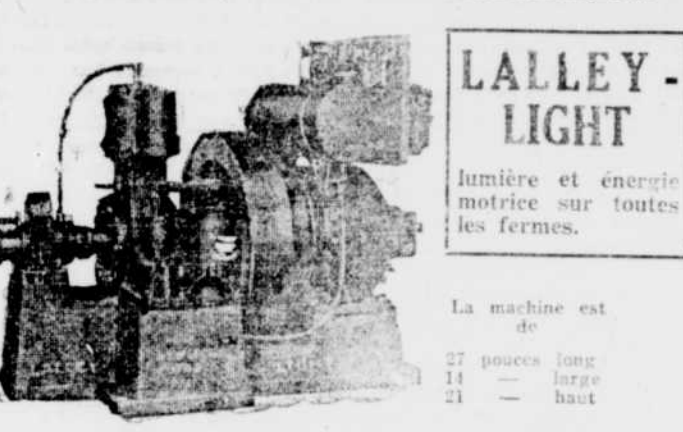 LALLEY-
LIGHT
lumière et énergie
motrice sur toutes
les fermes.
La machine est
de
27 pouces long
14 — large
21 — haut